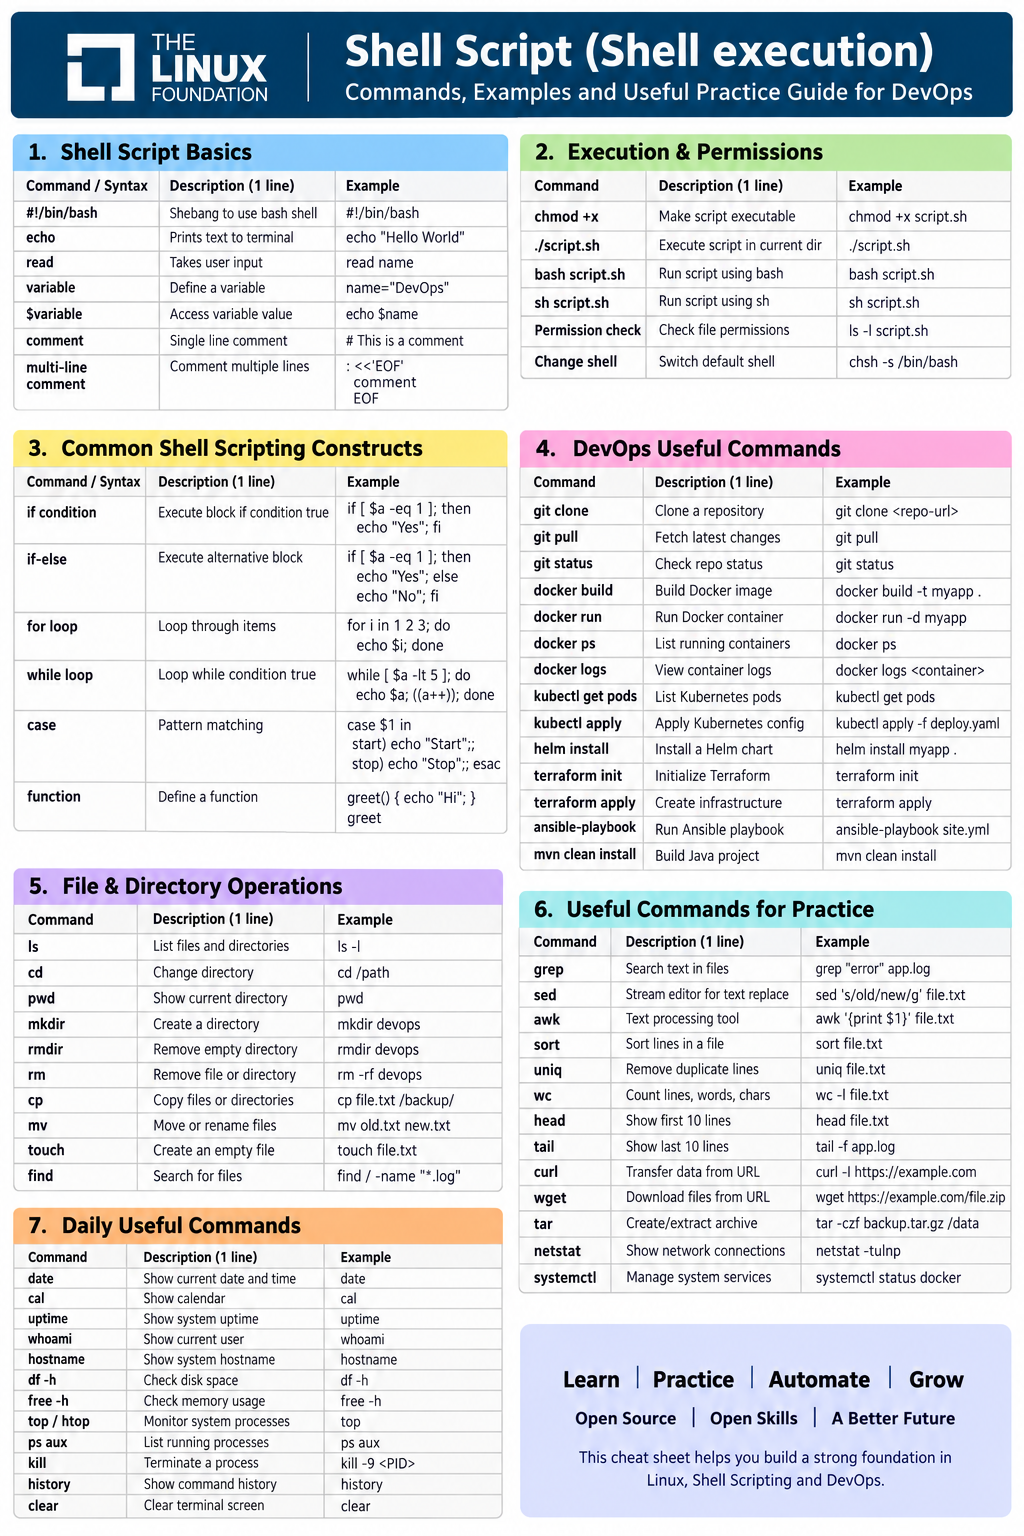 THE
LINUX
FOUNDATION
Shell Script (Shell execution)
Commands, Examples and Useful Practice Guide for DevOps
1. Shell Script Basics
Command / Syntax Description (1 line) Example
#!/bin/bash Shebang to use bash shell #!/bin/bash
echo Prints text to terminal echo "Hello World"
read Takes user input read name
variable Define a variable name="DevOps"
$variable Access variable value echo $name
comment Single line comment # This is a comment
multi-line Comment multiple lines : <<'EOF'
comment comment
EOF
2. Execution & Permissions
Command Description (1 line) Example
chmod +x Make script executable chmod +x script.sh
./script.sh Execute script in current dir ./script.sh
bash script.sh Run script using bash bash script.sh
sh script.sh Run script using sh sh script.sh
Permission check Check file permissions ls -l script.sh
Change shell Switch default shell chsh -s /bin/bash
3. Common Shell Scripting Constructs
Command / Syntax Description (1 line) Example
if condition Execute block if condition true if [ $a -eq 1 ]; then
echo "Yes"; fi
if-else Execute alternative block if [ $a -eq 1 ]; then
echo "Yes"; else
echo "No"; fi
for loop Loop through items for i in 1 2 3; do
echo $i; done
while loop Loop while condition true while [ $a -lt 5 ]; do
echo $a; ((a++)); done
case Pattern matching case $1 in
start) echo "Start";;
stop) echo "Stop";; esac
function Define a function greet() { echo "Hi"; }
greet
4. DevOps Useful Commands
Command Description (1 line) Example
git clone Clone a repository git clone <repo-url>
git pull Fetch latest changes git pull
git status Check repo status git status
docker build Build Docker image docker build -t myapp .
docker run Run Docker container docker run -d myapp
docker ps List running containers docker ps
docker logs View container logs docker logs <container>
kubectl get pods List Kubernetes pods kubectl get pods
kubectl apply Apply Kubernetes config kubectl apply -f deploy.yaml
helm install Install a Helm chart helm install myapp .
terraform init Initialize Terraform terraform init
terraform apply Create infrastructure terraform apply
ansible-playbook Run Ansible playbook ansible-playbook site.yml
mvn clean install Build Java project mvn clean install
5. File & Directory Operations
Command Description (1 line) Example
ls List files and directories ls -l
cd Change directory cd /path
pwd Show current directory pwd
mkdir Create a directory mkdir devops
rmdir Remove empty directory rmdir devops
rm Remove file or directory rm -rf devops
cp Copy files or directories cp file.txt /backup/
mv Move or rename files mv old.txt new.txt
touch Create an empty file touch file.txt
find Search for files find / -name "*.log"
6. Useful Commands for Practice
Command Description (1 line) Example
grep Search text in files grep "error" app.log
sed Stream editor for text replace sed 's/old/new/g' file.txt
awk Text processing tool awk '{print $1}' file.txt
sort Sort lines in a file sort file.txt
uniq Remove duplicate lines uniq file.txt
wc Count lines, words, chars wc -l file.txt
head Show first 10 lines head file.txt
tail Show last 10 lines tail -f app.log
curl Transfer data from URL curl -I https://example.com
wget Download files from URL wget https://example.com/file.zip
tar Create/extract archive tar -czf backup.tar.gz /data
netstat Show network connections netstat -tulnp
systemctl Manage system services systemctl status docker
7. Daily Useful Commands
Command Description (1 line) Example
date Show current date and time date
cal Show calendar cal
uptime Show system uptime uptime
whoami Show current user whoami
hostname Show system hostname hostname
df -h Check disk space df -h
free -h Check memory usage free -h
top / htop Monitor system processes top
ps aux List running processes ps aux
kill Terminate a process kill -9 <PID>
history Show command history history
clear Clear terminal screen clear
Learn | Practice | Automate | Grow
Open Source | Open Skills | A Better Future
This cheat sheet helps you build a strong foundation in
Linux, Shell Scripting and DevOps.